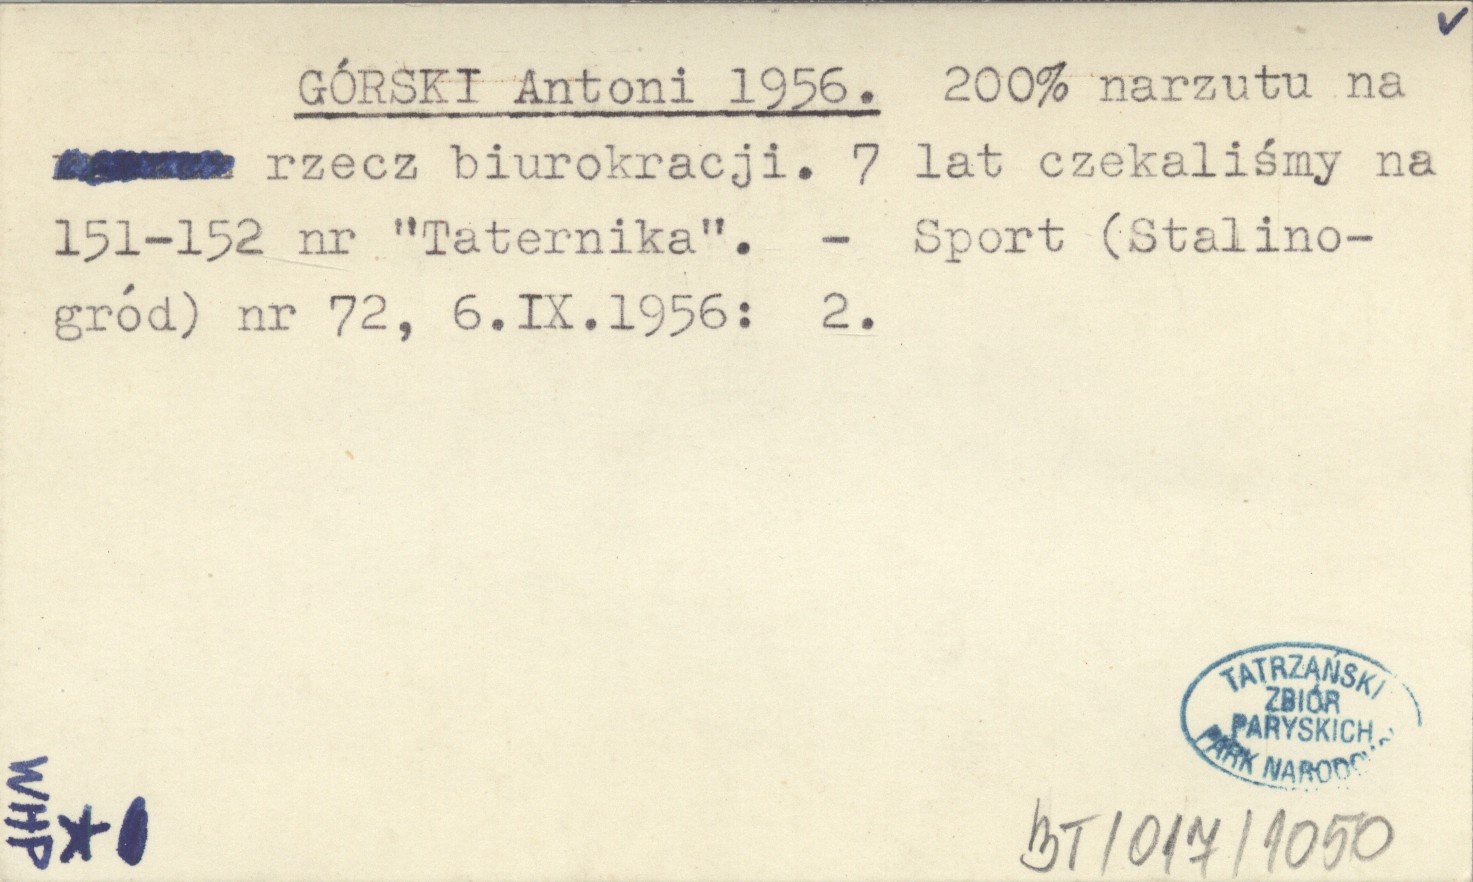 GÓRSKI Antoni 1956. 200% narzutu na
rzecz biurokracji. 7 lat czekaliśmy na
151-152 nr "Taternika". - Sport (Stalino-
gród) nr 72, 6.IX.1956: 2.
TATRZAŃSKI
ZBIÓR
PARYSKICH
PARK NARODOWY
WHP
BT/017/1050